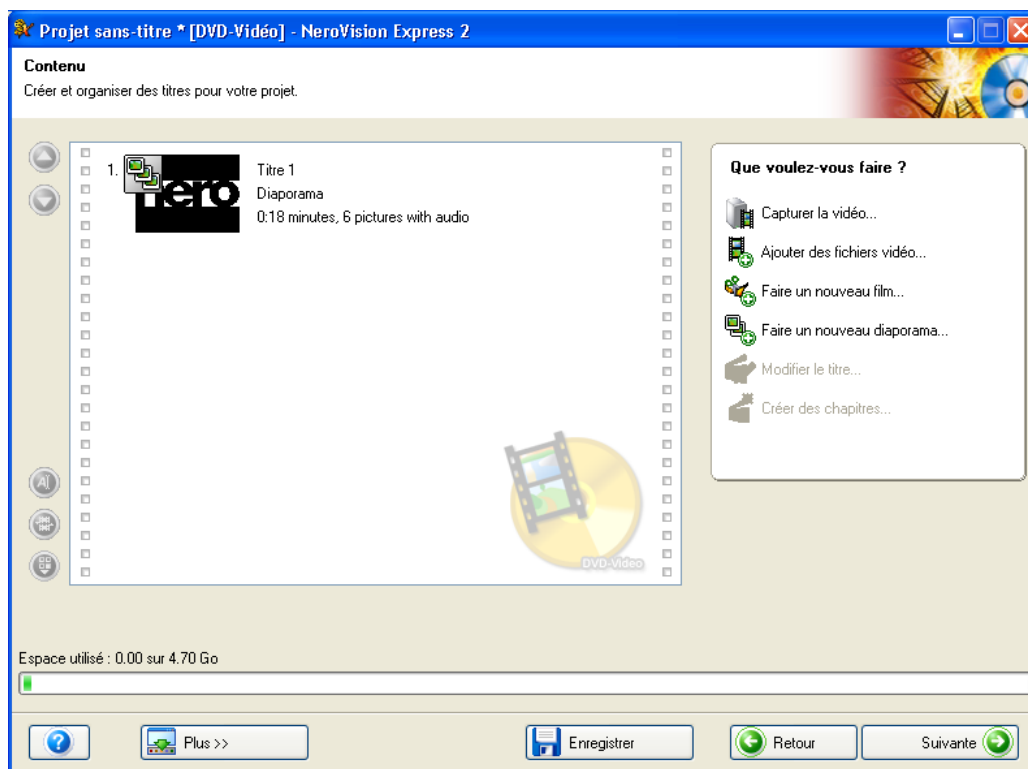 Projet sans-titre * [DVD-Vidéo] - NeroVision Express 2
Contenu
Créer et organiser des titres pour votre projet.
1.
nero
Titre 1
Diaporama
0:18 minutes, 6 pictures with audio
DVD-Video
Que voulez-vous faire ?
Capturer la vidéo...
Ajouter des fichiers vidéo...
Faire un nouveau film...
Faire un nouveau diaporama...
Modifier le titre...
Créer des chapitres...
Espace utilisé : 0.00 sur 4.70 Go
Plus >>
Enregistrer
Retour
Suivante